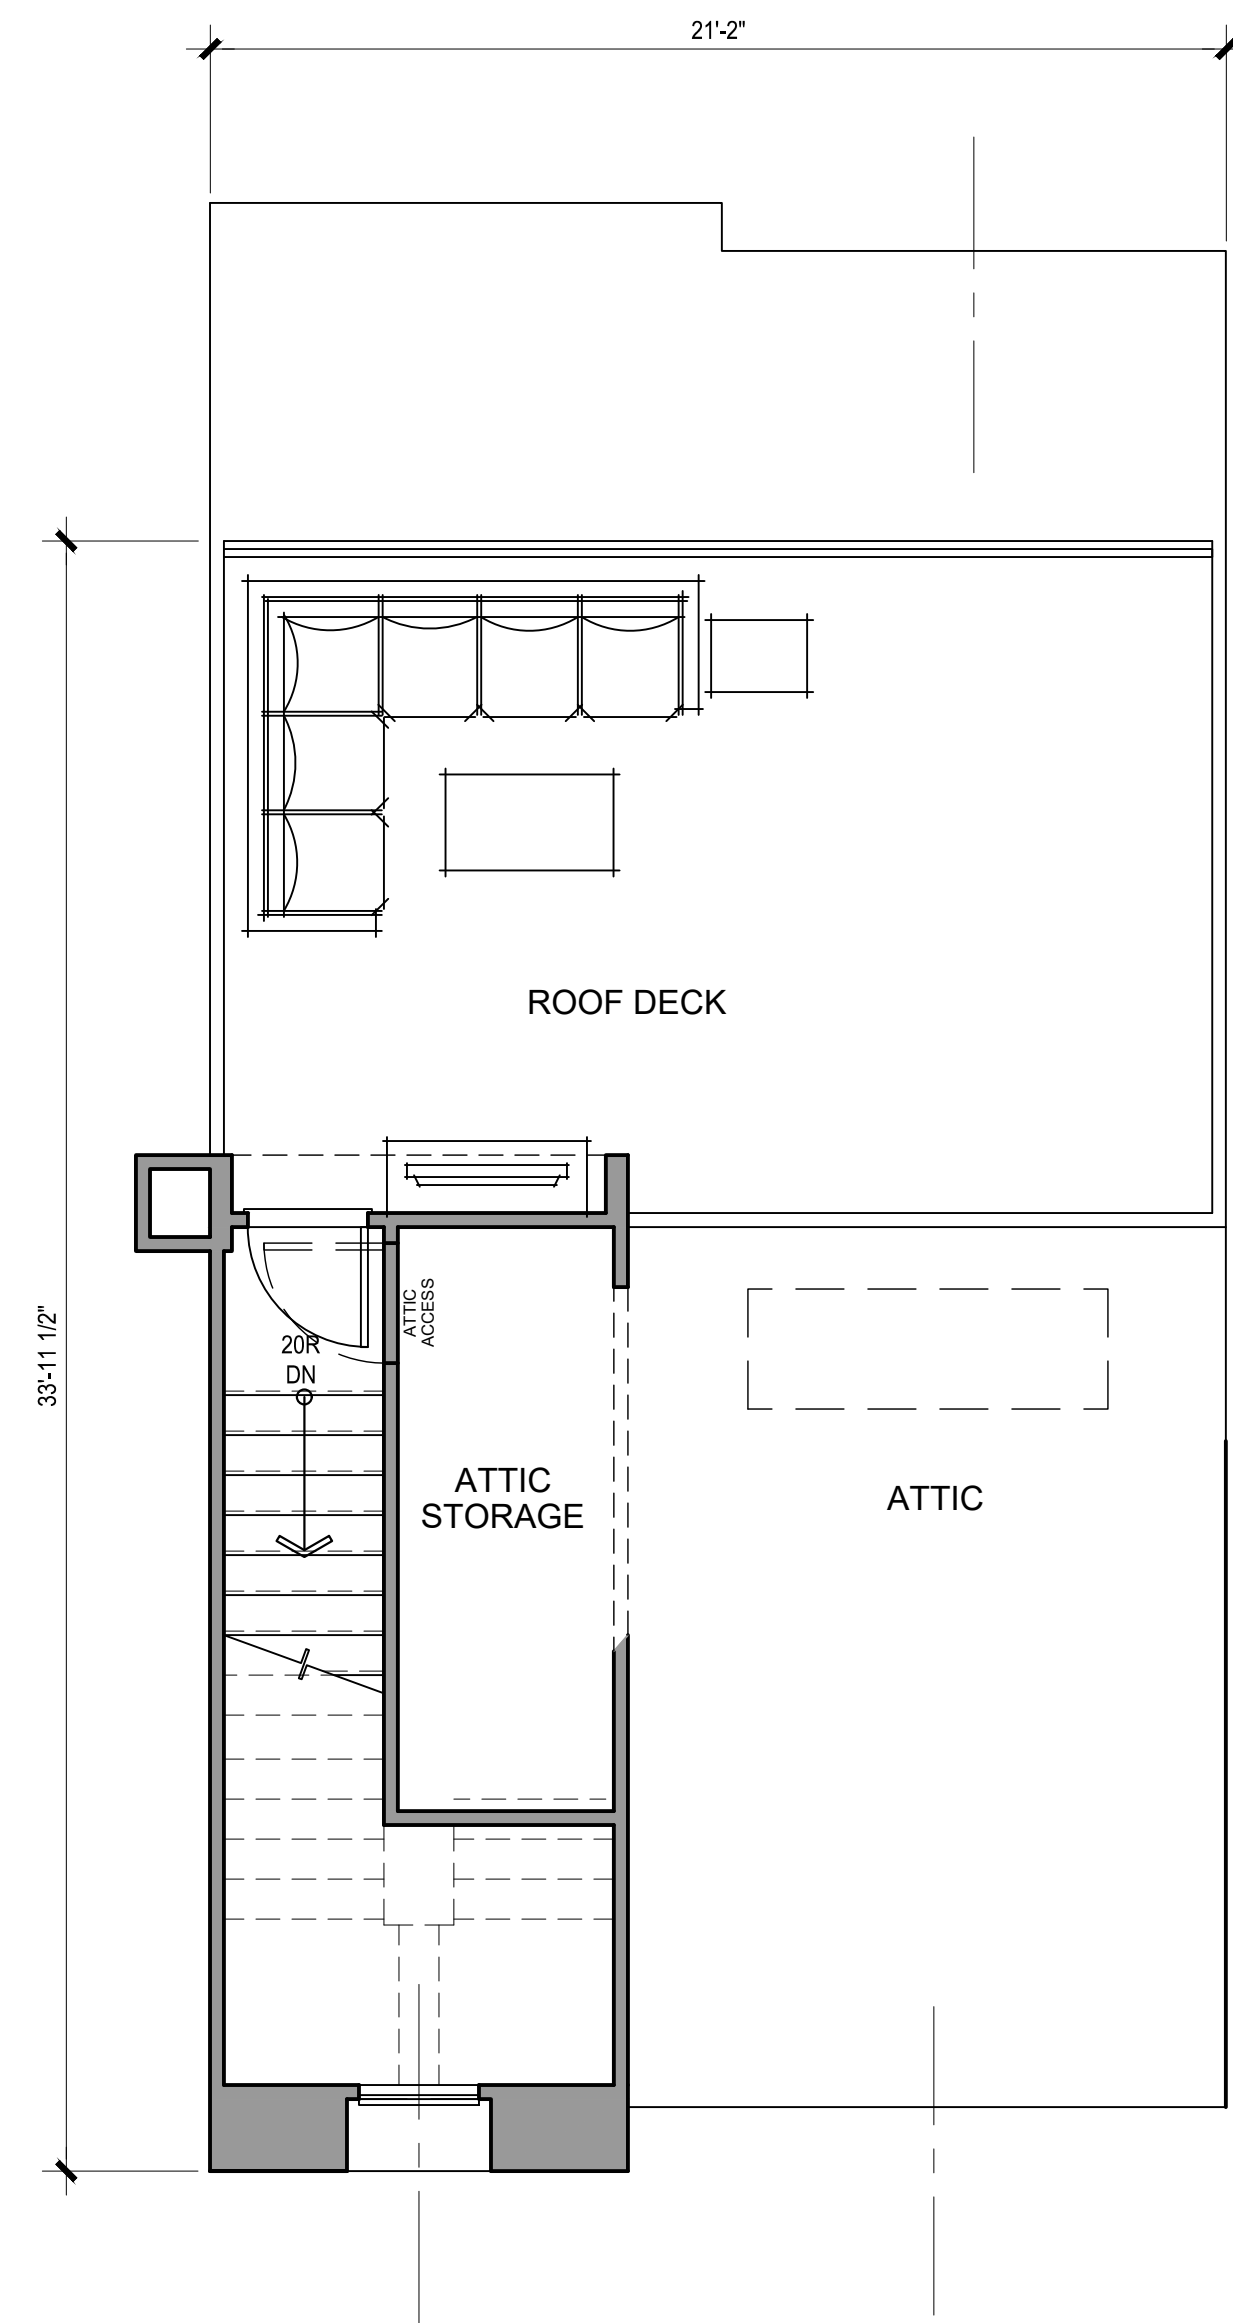 21'-2"
ROOF DECK
33'-11 1/2"
ATTIC
ACCESS
20R
DN
ATTIC
STORAGE
ATTIC